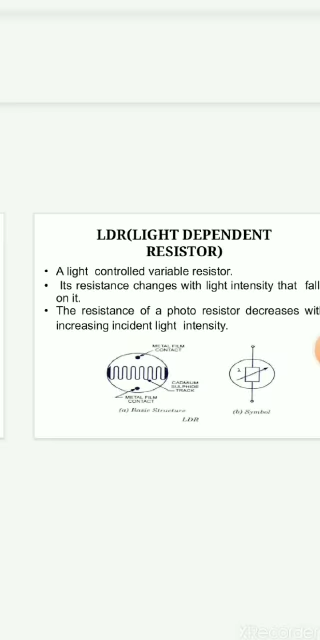 LDR(LIGHT DEPENDENT
RESISTOR)
• A light controlled variable resistor.
• Its resistance changes with light intensity that fall
on it.
• The resistance of a photo resistor decreases wit
increasing incident light intensity.
METAL FILM
CONTACT
CADMIUM
SULPHIDE
TRACK
METAL FILM
CONTACT
λ
(a) Basic Structure
(b) Symbol
LDR